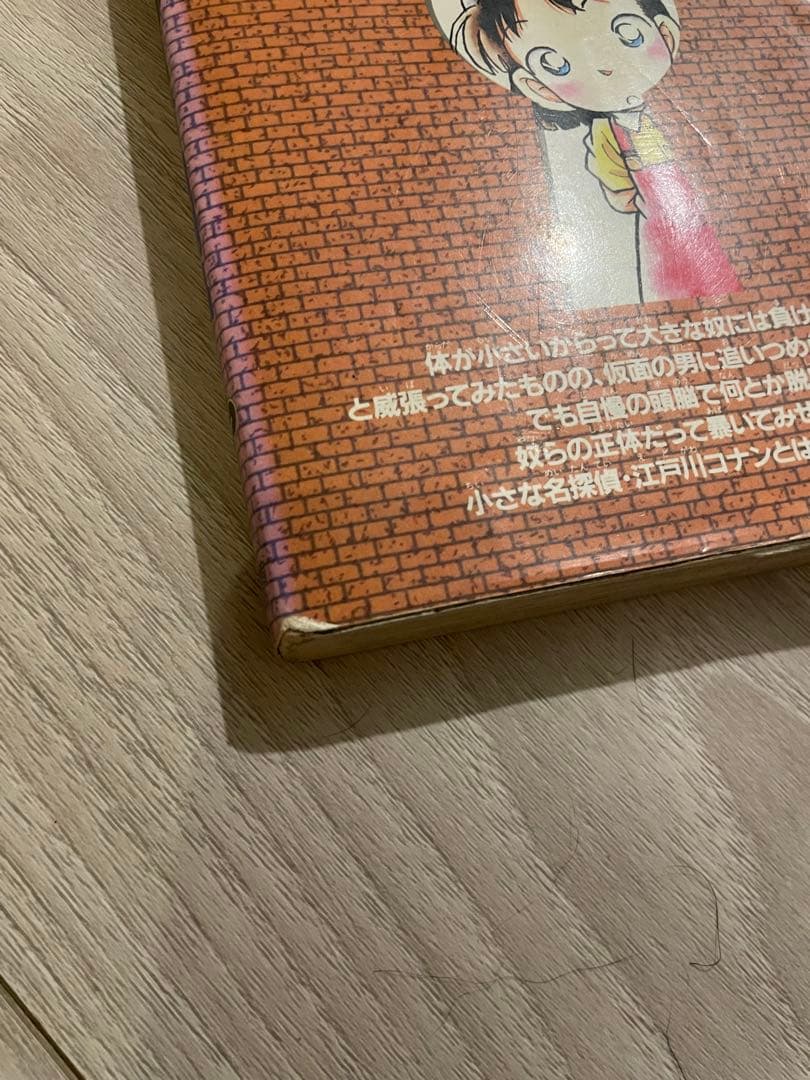 体が小さいからって大きな奴には負け
と威張ってみたものの、仮面の男に追いつめ
でも自慢の頭脳で何とか脱
奴らの正体だって暴いてみ
小さな名探偵・江戸川コナンとは